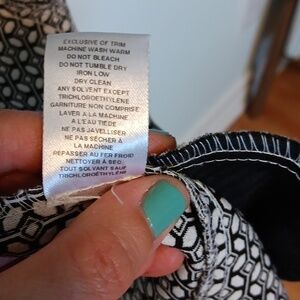 EXCLUSIVE OF TRIM
MACHINE WASH WARM
DO NOT BLEACH
DO NOT TUMBLE DRY
IRON LOW
DRY CLEAN
ANY SOLVENT EXCEPT
TRICHLOROETHYLENE
GARNITURE NON COMPRISE
LAVER A LA MACHINE
A L'EAU TIEDE
NE PAS JAVELLISER
NE PAS SÉCHER À
LA MACHINE
REPASSER AU FER FROID
NETTOYER À SEC
TOUT SOLVANT SAUF
TRICHLOROÉTHYLÈNE